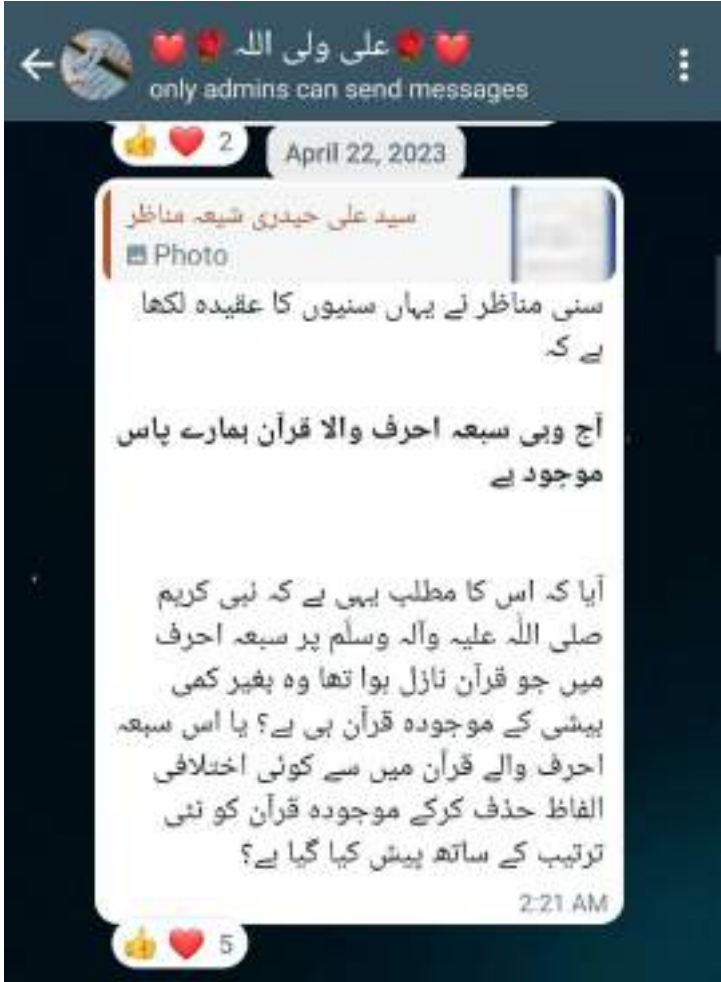 ❤️🌹علی ولی اللہ🌹❤️
only admins can send messages
👍❤️ 2
April 22, 2023
سید علی حیدری شیعہ مناظر
Photo
سنی مناظر نے یہاں سنیوں کا عقیدہ لکھا
ہے کہ
آج وہی سبعہ احرف والا قرآن ہمارے پاس
موجود ہے
آیا کہ اس کا مطلب یہی ہے کہ نبی کریم
صلی اللّٰہ علیہ وآلہ وسلّم پر سبعہ احرف
میں جو قرآن نازل ہوا تھا وہ بغیر کمی
بیشی کے موجودہ قرآن ہی ہے؟ یا اس سبعہ
احرف والے قرآن میں سے کوئی اختلافی
الفاظ حذف کرکے موجودہ قرآن کو نئی
ترتیب کے ساتھ پیش کیا گیا ہے؟
2:21 AM
👍❤️ 5